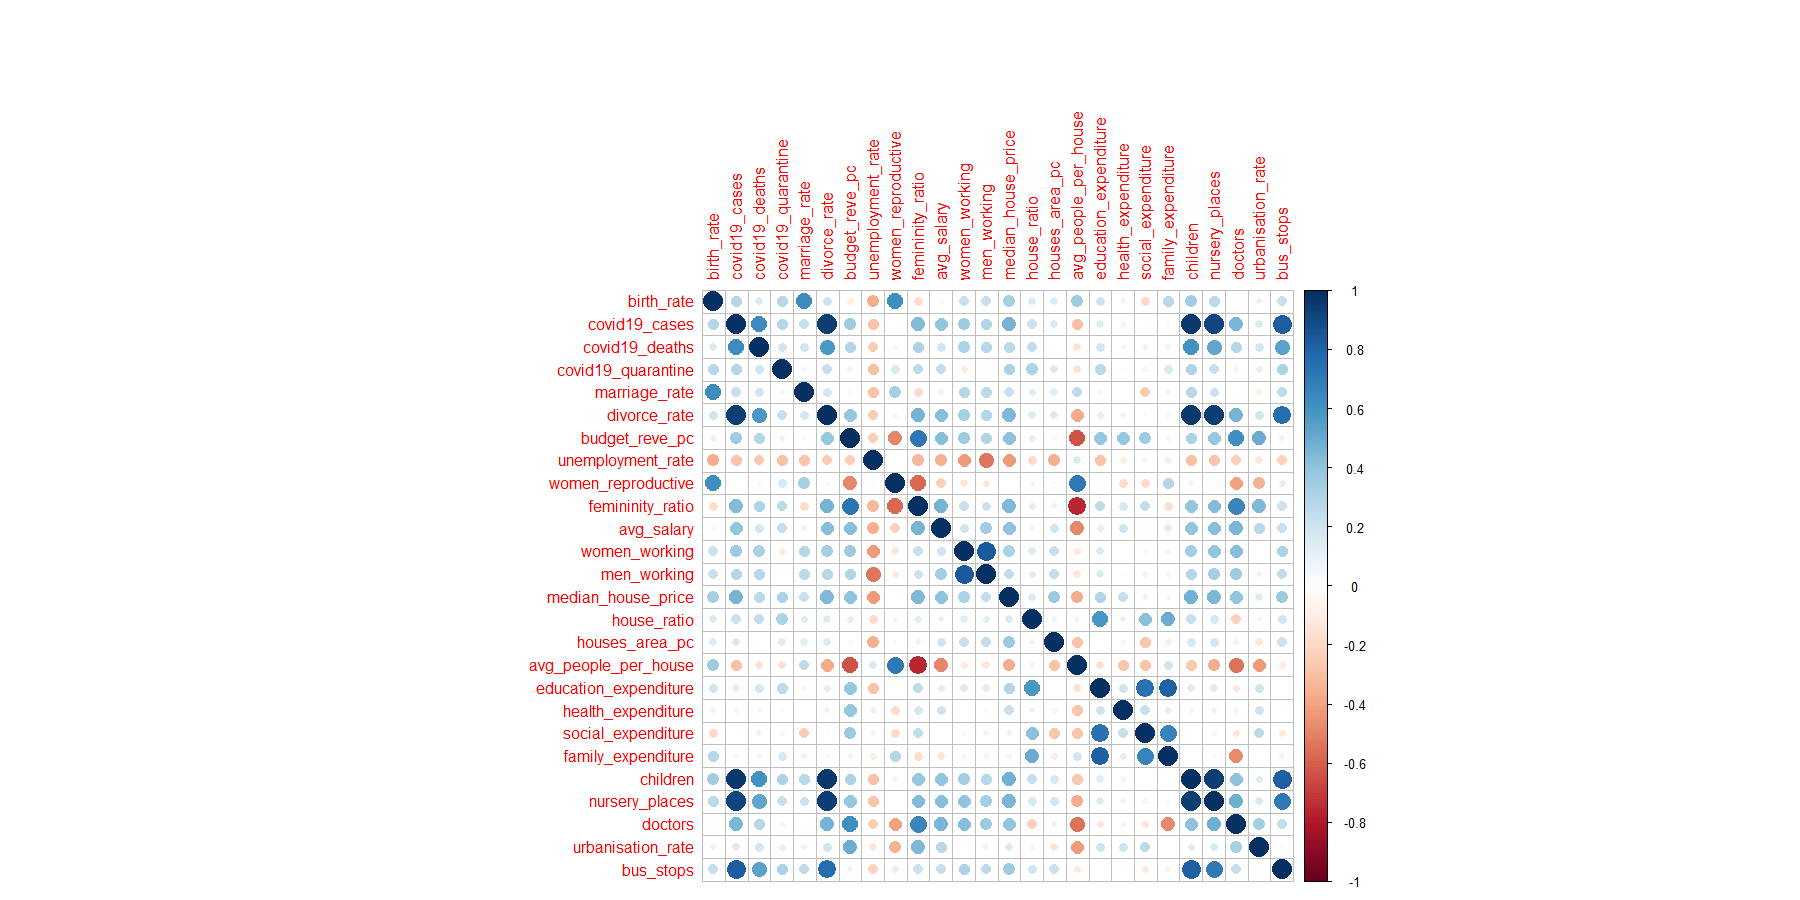 birth_rate
covid19_cases
covid19_deaths
covid19_quarantine
marriage_rate
divorce_rate
budget_reve_pc
unemployment_rate
women_reproductive
femininity_ratio
avg_salary
women_working
men_working
median_house_price
house_ratio
houses_area_pc
avg_people_per_house
education_expenditure
health_expenditure
social_expenditure
family_expenditure
children
nursery_places
doctors
urbanisation_rate
bus_stops
birth_rate
covid19_cases
covid19_deaths
covid19_quarantine
marriage_rate
divorce_rate
budget_reve_pc
unemployment_rate
women_reproductive
femininity_ratio
avg_salary
women_working
men_working
median_house_price
house_ratio
houses_area_pc
avg_people_per_house
education_expenditure
health_expenditure
social_expenditure
family_expenditure
children
nursery_places
doctors
urbanisation_rate
bus_stops
1
0.8
0.6
0.4
0.2
0
-0.2
-0.4
-0.6
-0.8
-1